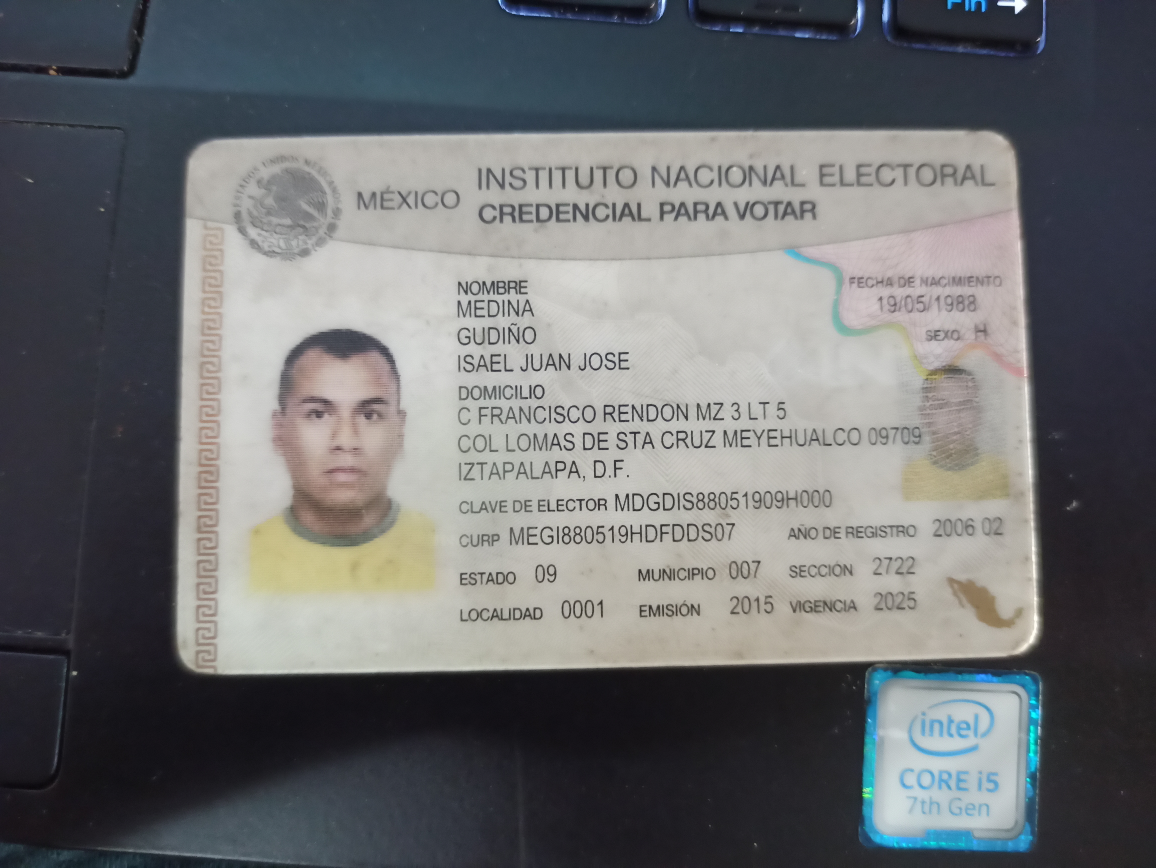 Fin →
ESTADOS UNIDOS MEXICANOS
MÉXICO
INSTITUTO NACIONAL ELECTORAL
CREDENCIAL PARA VOTAR
NOMBRE
MEDINA
GUDIÑO
ISAEL JUAN JOSE
FECHA DE NACIMIENTO
19/05/1988
SEXO H
DOMICILIO
C FRANCISCO RENDON MZ 3 LT 5
COL LOMAS DE STA CRUZ MEYEHUALCO 09709
IZTAPALAPA, D.F.
CLAVE DE ELECTOR MDGDIS88051909H000
CURP MEGI880519HDFDDS07 AÑO DE REGISTRO 2006 02
ESTADO 09 MUNICIPIO 007 SECCIÓN 2722
LOCALIDAD 0001 EMISIÓN 2015 VIGENCIA 2025
intel
CORE i5
7th Gen